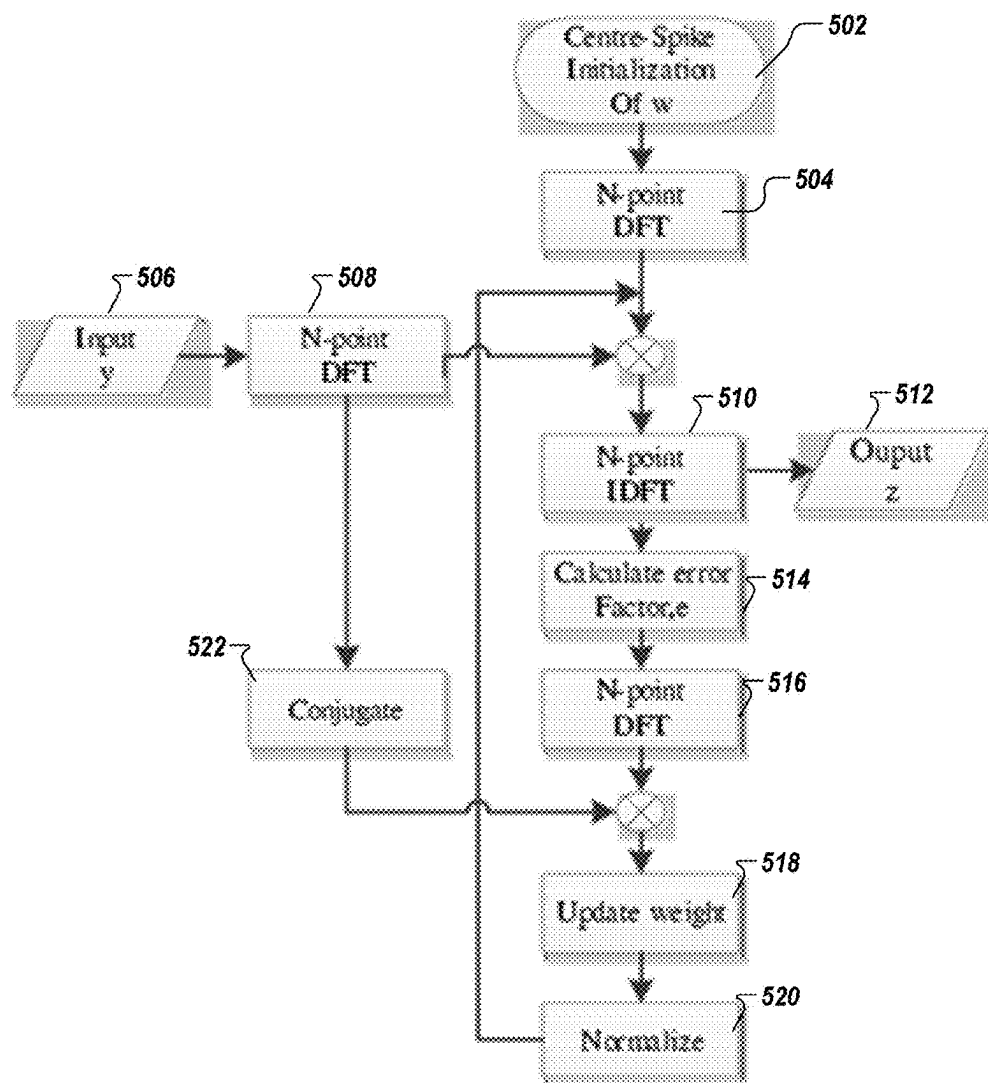 Centre-Spike
Initialization
Of w
502
N-point
DFT
504
506
Input
y
508
N-point
DFT
510
N-point
IDFT
512
Ouput
z
Calculate error
Factor,e
514
522
Conjugate
N-point
DFT
516
518
Update weight
520
Normalize